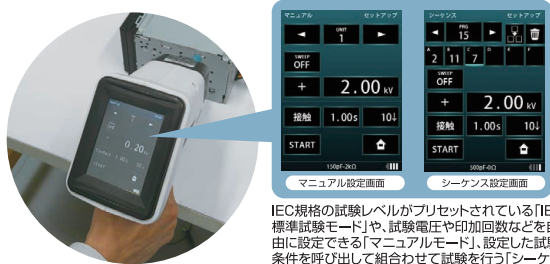 マニュアル セットアップ
◄ UNIT 1 ►
SWEEP OFF
+ 2.00 kV
接触 1.00s 10↓
START
150pF-2kΩ
マニュアル設定画面
シーケンス セットアップ
◄ PRG 15 ►
A 2 B 11 C 7 D E F
SWEEP OFF
+ 2.00 kV
接触 1.00s 10↓
START
500pF-0Ω
シーケンス設定画面
IEC規格の試験レベルがプリセットされている「IE
標準試験モード」や、試験電圧や印加回数などを自
由に設定できる「マニュアルモード」、設定した試験
条件を呼び出して組合わせて試験を行う「シーケ